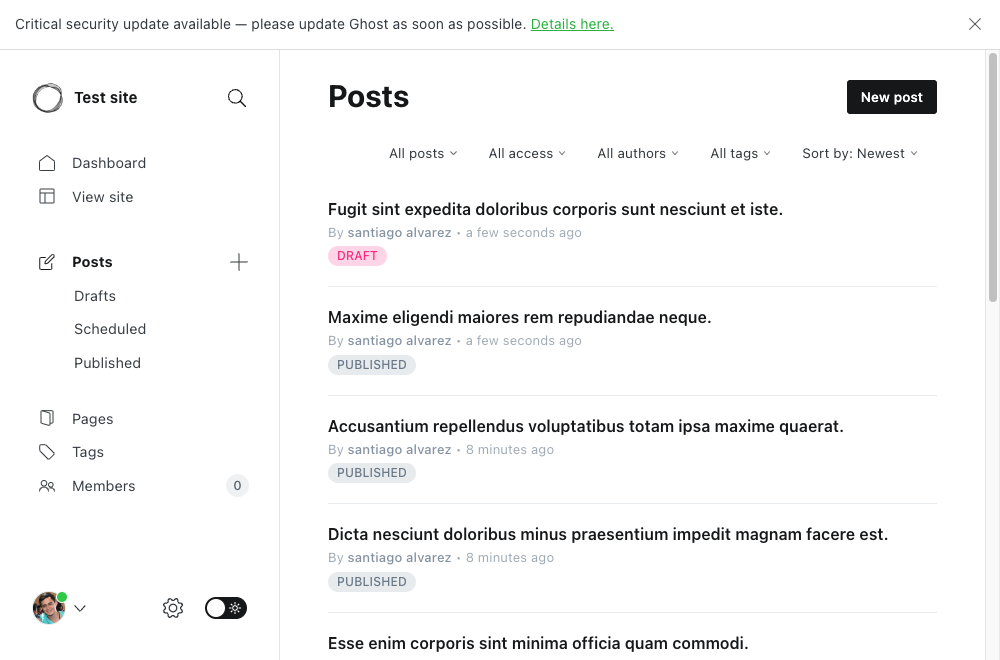 Critical security update available — please update Ghost as soon as possible. Details here.
Test site
Dashboard
View site
Posts
Drafts
Scheduled
Published
Pages
Tags
Members 0
Posts
New post
All posts All access All authors All tags Sort by: Newest
Fugit sint expedita doloribus corporis sunt nesciunt et iste.
By santiago alvarez • a few seconds ago
DRAFT
Maxime eligendi maiores rem repudiandae neque.
By santiago alvarez • a few seconds ago
PUBLISHED
Accusantium repellendus voluptatibus totam ipsa maxime quaerat.
By santiago alvarez • 8 minutes ago
PUBLISHED
Dicta nesciunt doloribus minus praesentium impedit magnam facere est.
By santiago alvarez • 8 minutes ago
PUBLISHED
Esse enim corporis sint minima officia quam commodi.